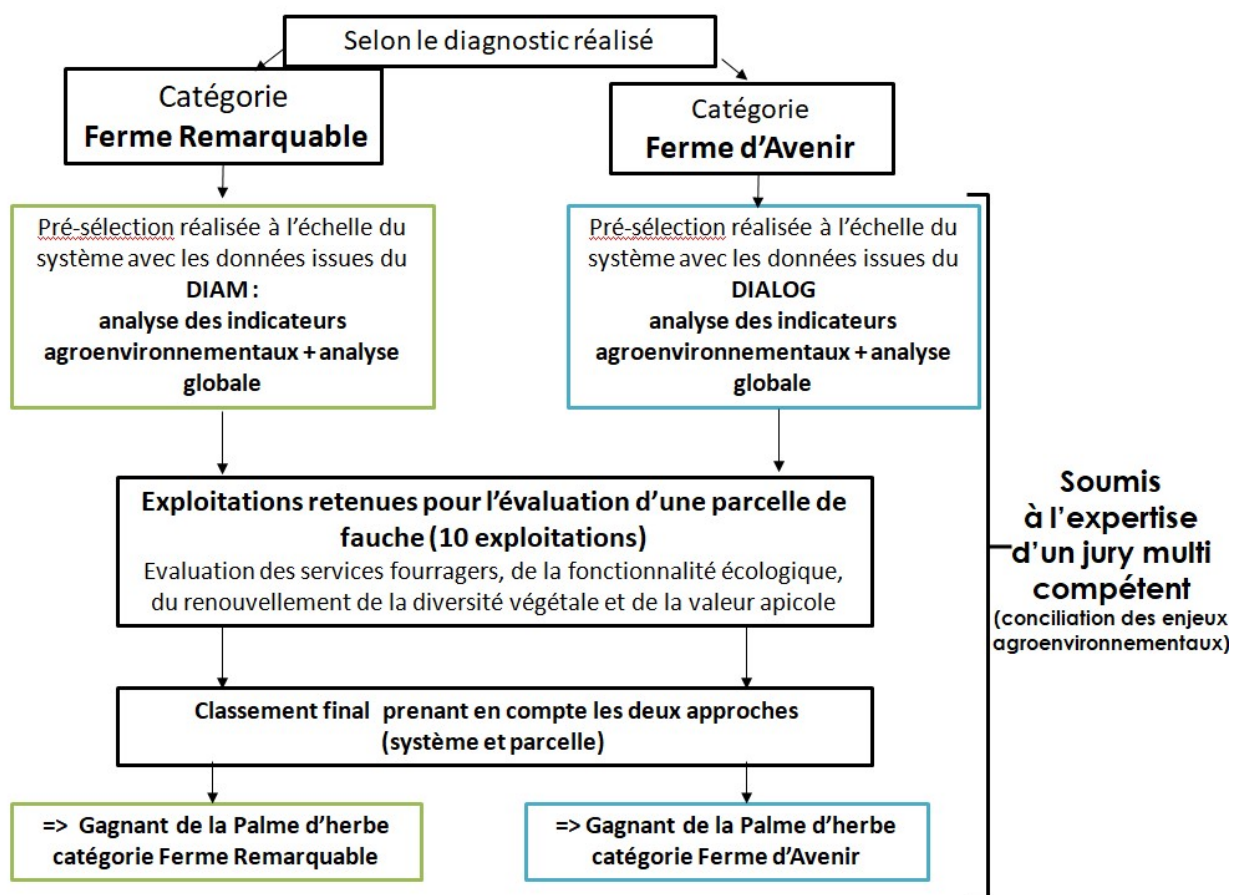 Selon le diagnostic réalisé
Catégorie
Ferme Remarquable
Catégorie
Ferme d'Avenir
Pré-sélection réalisée à l'échelle du
système avec les données issues du
DIAM :
analyse des indicateurs
agroenvironnementaux + analyse
globale
Pré-sélection réalisée à l'échelle du
système avec les données issues du
DIALOG
analyse des indicateurs
agroenvironnementaux + analyse
globale
Exploitations retenues pour l'évaluation d'une parcelle de
fauche (10 exploitations)
Evaluation des services fourragers, de la fonctionnalité écologique,
du renouvellement de la diversité végétale et de la valeur apicole
Classement final prenant en compte les deux approches
(système et parcelle)
=> Gagnant de la Palme d'herbe
catégorie Ferme Remarquable
=> Gagnant de la Palme d'herbe
catégorie Ferme d'Avenir
Soumis
à l'expertise
d'un jury multi
compétent
(conciliation des enjeux
agroenvironnementaux)